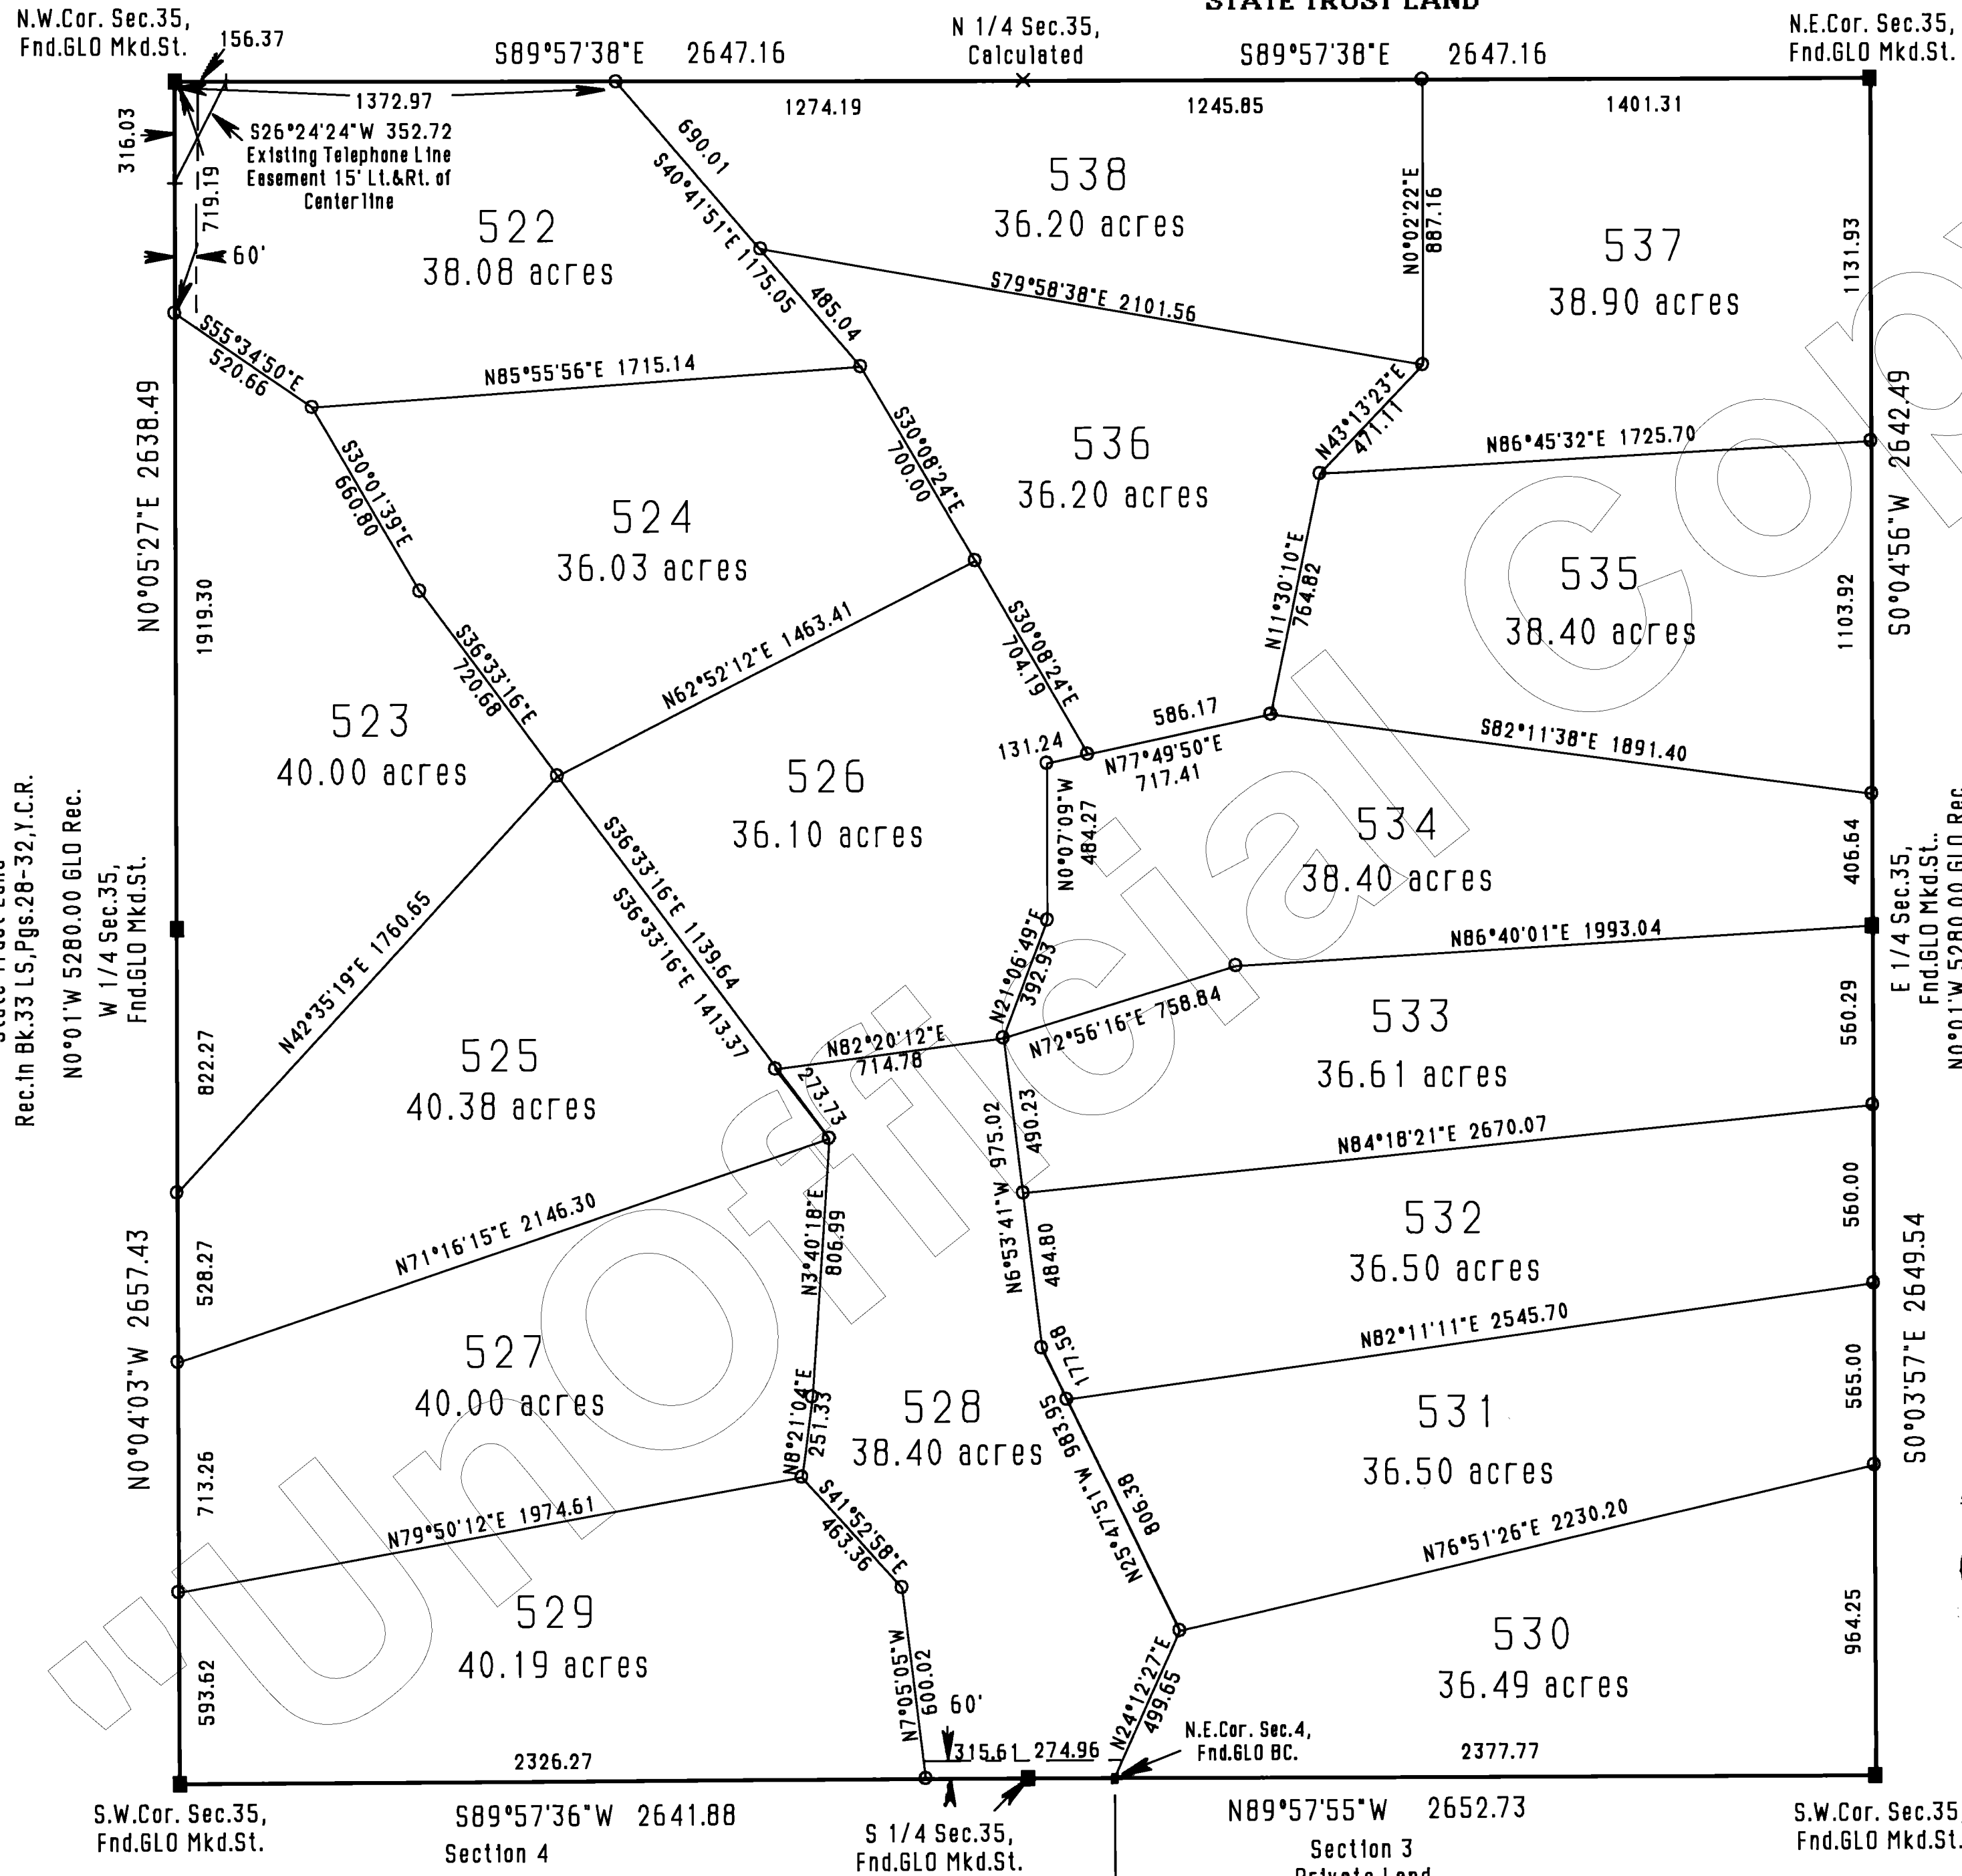 STATE TRUST LAND
N.W.Cor. Sec.35,
Fnd.GLO Mkd.St.
156.37
S89°57'38"E 2647.16
N 1/4 Sec.35,
Calculated
S89°57'38"E 2647.16
N.E.Cor. Sec.35,
Fnd.GLO Mkd.St.
1372.97
1274.19
1245.85
1401.31
316.03
719.19
60'
S26°24'24"W 352.72
Existing Telephone Line
Easement 15' Lt.&Rt. of
Centerline
690.01
S40°41'51"E 1175.05
485.04
522
38.08 acres
538
36.20 acres
N0°02'22"E
887.16
537
38.90 acres
1131.93
S79°58'38"E 2101.56
S55°34'50"E
520.66
N85°55'56"E 1715.14
N43°13'23"E
471.11
N86°45'32"E 1725.70
N0°05'27"E 2638.49
S0°04'56"W 2642.49
S30°01'39"E
660.80
524
36.03 acres
S30°08'24"E
700.00
536
36.20 acres
N11°30'10"E
764.82
535
38.40 acres
1103.92
1919.30
S36°33'16"E
720.68
N62°52'12"E 1463.41
S30°08'24"E
704.19
523
40.00 acres
131.24
586.17
N77°49'50"E
717.41
S82°11'38"E 1891.40
Rec.in Bk.33 LS,Pgs.28-32,Y.C.R.
N0°01'W 5280.00 GLO Rec.
W 1/4 Sec.35,
Fnd.GLO Mkd.St.
526
36.10 acres
N0°07'09"W
484.27
534
38.40 acres
406.64
E 1/4 Sec.35,
Fnd.GLO Mkd.St..
N0°01'W 5280.00 GLO Rec.
N42°35'19"E 1760.65
S36°33'16"E 1139.64
S36°33'16"E 1413.37
N21°06'49"E
392.93
N86°40'01"E 1993.04
N72°56'16"E 758.84
N82°20'12"E
714.78
273.73
525
40.38 acres
822.27
533
36.61 acres
560.29
N6°53'41"W 975.02
490.23
N84°18'21"E 2670.07
N71°16'15"E 2146.30
528.27
N3°40'18"E
806.99
484.80
532
36.50 acres
560.00
N0°04'03"W 2657.43
S0°03'57"E 2649.54
527
40.00 acres
177.58
N82°11'11"E 2545.70
N8°21'04"E
251.33
528
38.40 acres
N25°47'51"W 983.95
806.38
531
36.50 acres
565.00
713.26
N79°50'12"E 1974.61
S41°52'58"E
463.36
N76°51'26"E 2230.20
529
40.19 acres
593.62
N7°05'05"W
600.02
60'
315.61 274.96
N24°12'27"E
499.65
530
36.49 acres
964.25
N.E.Cor. Sec.4,
Fnd.GLO BC.
2326.27
2377.77
S.W.Cor. Sec.35,
Fnd.GLO Mkd.St.
S89°57'36"W 2641.88
Section 4
S 1/4 Sec.35,
Fnd.GLO Mkd.St.
N89°57'55"W 2652.73
Section 3
Private Land
S.W.Cor. Sec.35,
Fnd.GLO Mkd.St.
"Unofficial Cop